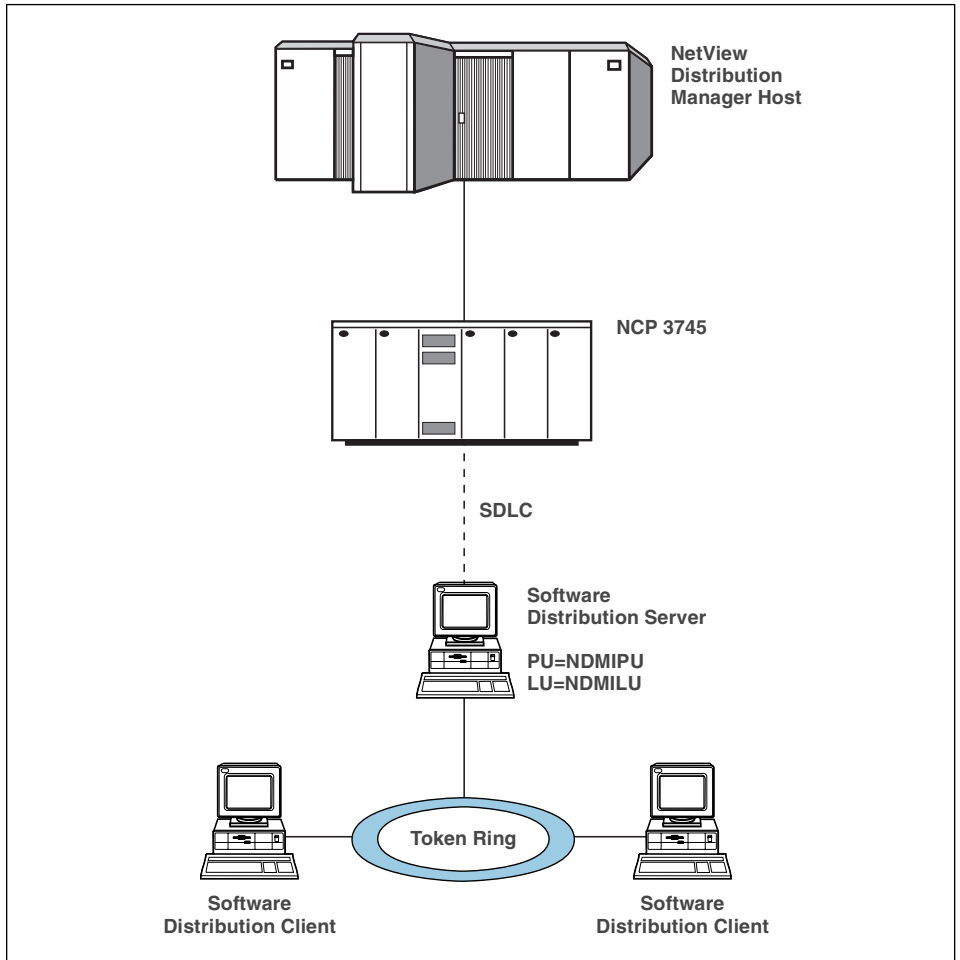 NetView
Distribution
Manager Host
NCP 3745
SDLC
Software
Distribution Server
PU=NDMIPU
LU=NDMILU
Token Ring
Software
Distribution Client
Software
Distribution Client